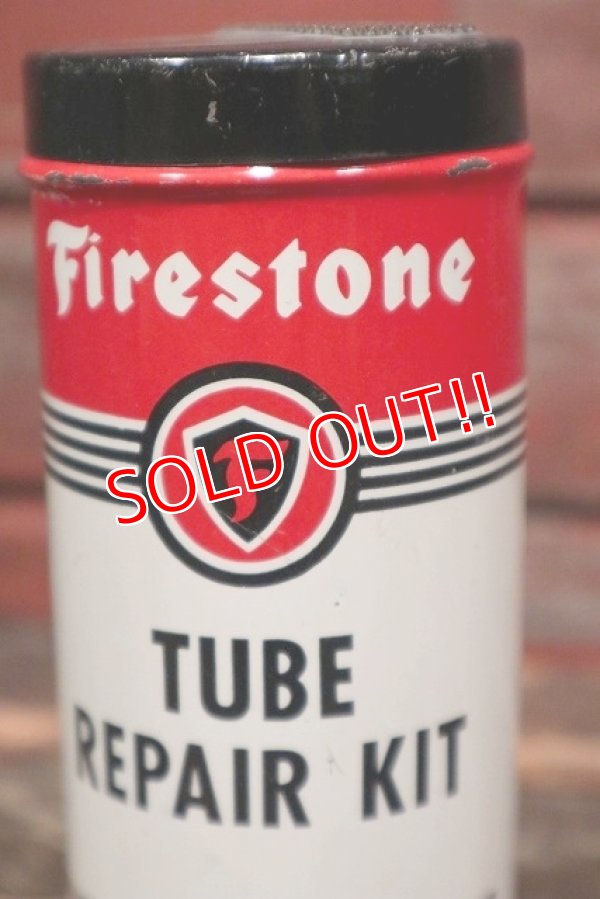 Firestone
SOLD OUT!!
F
TUBE
REPAIR KIT